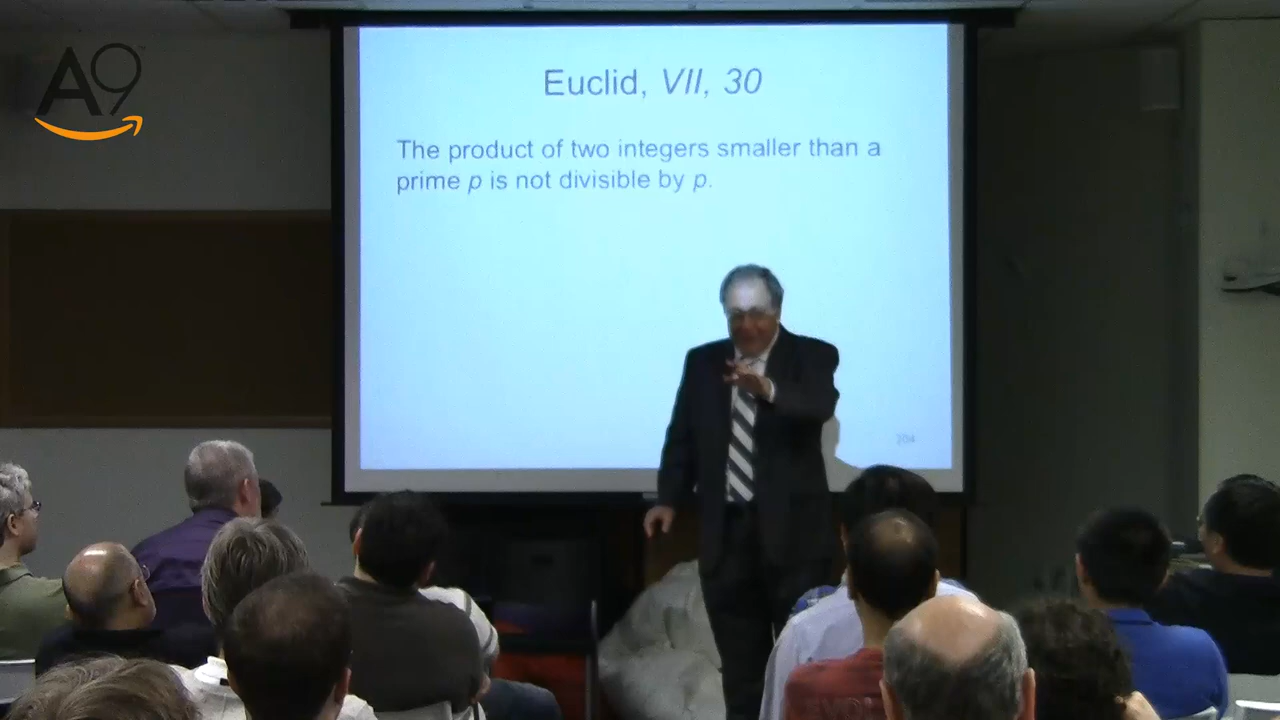 A9
Euclid, VII, 30
The product of two integers smaller than a
prime p is not divisible by p.
104